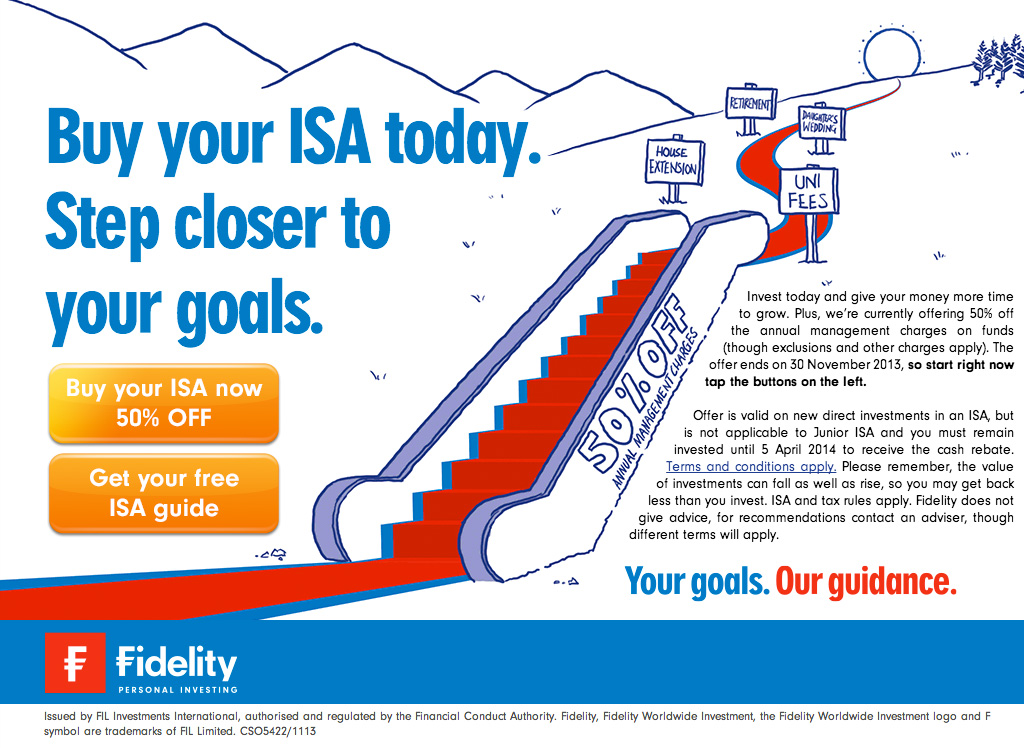 Buy your ISA today.
Step closer to
your goals.
Buy your ISA now
50% OFF
Get your free
ISA guide
RETIREMENT
DAUGHTER'S
WEDDING
HOUSE
EXTENSION
UNI
FEES
50% OFF
ANNUAL MANAGEMENT CHARGES
Invest today and give your money more time
to grow. Plus, we're currently offering 50% off
the annual management charges on funds
(though exclusions and other charges apply). The
offer ends on 30 November 2013, so start right now
tap the buttons on the left.
Offer is valid on new direct investments in an ISA, but
is not applicable to Junior ISA and you must remain
invested until 5 April 2014 to receive the cash rebate.
Terms and conditions apply. Please remember, the value
of investments can fall as well as rise, so you may get back
less than you invest. ISA and tax rules apply. Fidelity does not
give advice, for recommendations contact an adviser, though
different terms will apply.
Your goals. Our guidance.
F
Fidelity
PERSONAL INVESTING
Issued by FIL Investments International, authorised and regulated by the Financial Conduct Authority. Fidelity, Fidelity Worldwide Investment, the Fidelity Worldwide Investment logo and F
symbol are trademarks of FIL Limited. CSO5422/1113